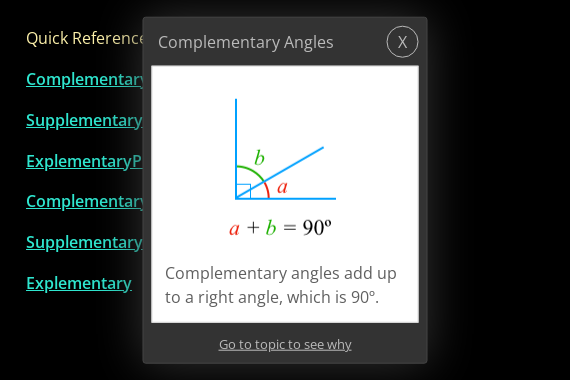 Quick Reference
Complementary Angles
X
Complementary
Supplementary
ExplementaryP
Complementary
Supplementary
Explementary
b
a
a + b = 90º
Complementary angles add up
to a right angle, which is 90º.
Go to topic to see why